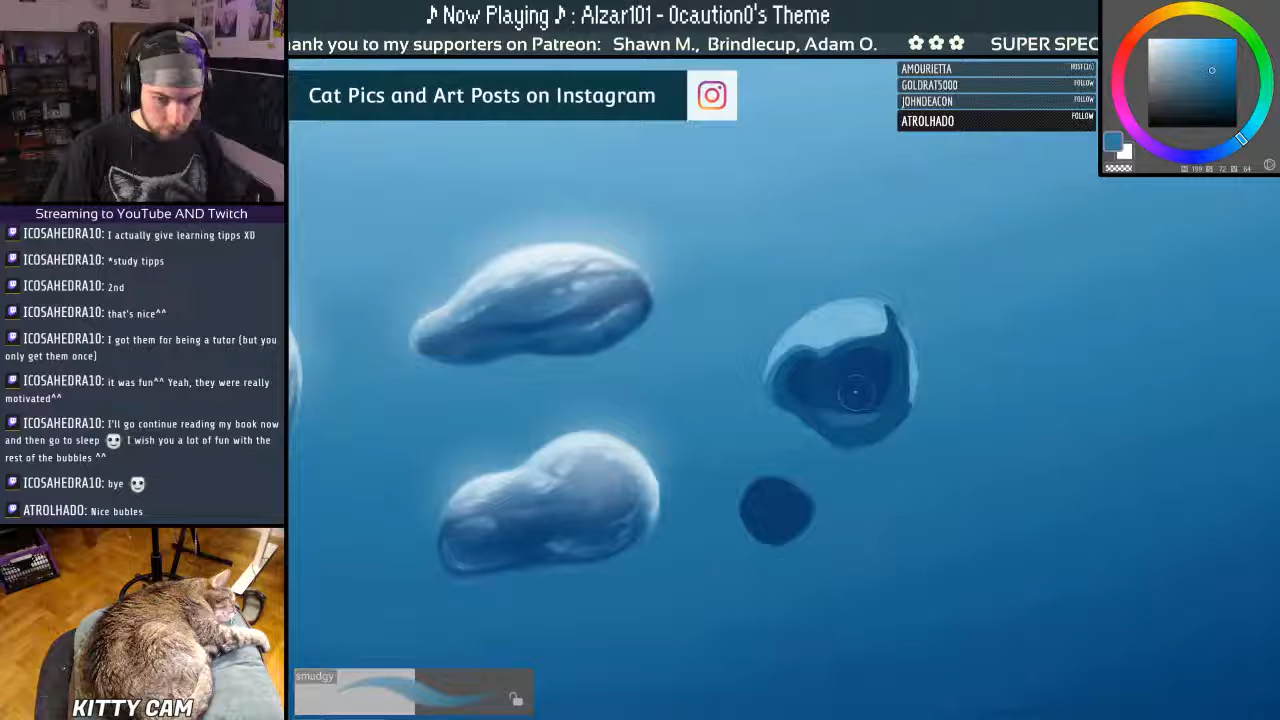 ♪ Now Playing ♪ : Alzar101 - 0caution0's Theme
hank you to my supporters on Patreon: Shawn M., Brindlecup, Adam O. ✿ ✿ ✿ SUPER SPEC
Cat Pics and Art Posts on Instagram
AMOURIETTA
GOLDRAT5000 FOLLOW
JOHNDEACON FOLLOW
ATROLHADO FOLLOW
Streaming to YouTube AND Twitch
ICOSAHEDRA10: I actually give learning tipps XD
ICOSAHEDRA10: *study tipps
ICOSAHEDRA10: 2nd
ICOSAHEDRA10: that's nice^^
ICOSAHEDRA10: I got them for being a tutor (but you
only get them once)
ICOSAHEDRA10: it was fun^^ Yeah, they were really
motivated^^
ICOSAHEDRA10: I'll go continue reading my book now
and then go to sleep I wish you a lot of fun with the
rest of the bubbles ^^
ICOSAHEDRA10: bye
ATROLHADO: Nice bubles
smudgy
KITTY CAM